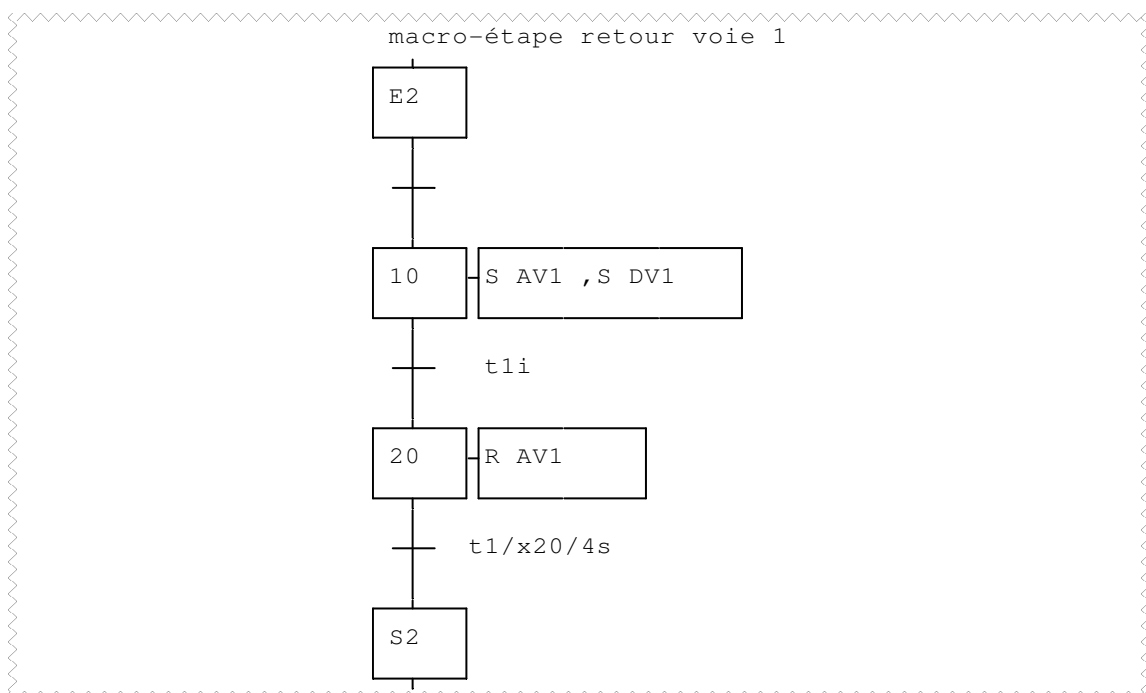 macro-étape retour voie 1
E2
10 S AV1 ,S DV1
t1i
20 R AV1
t1/x20/4s
S2